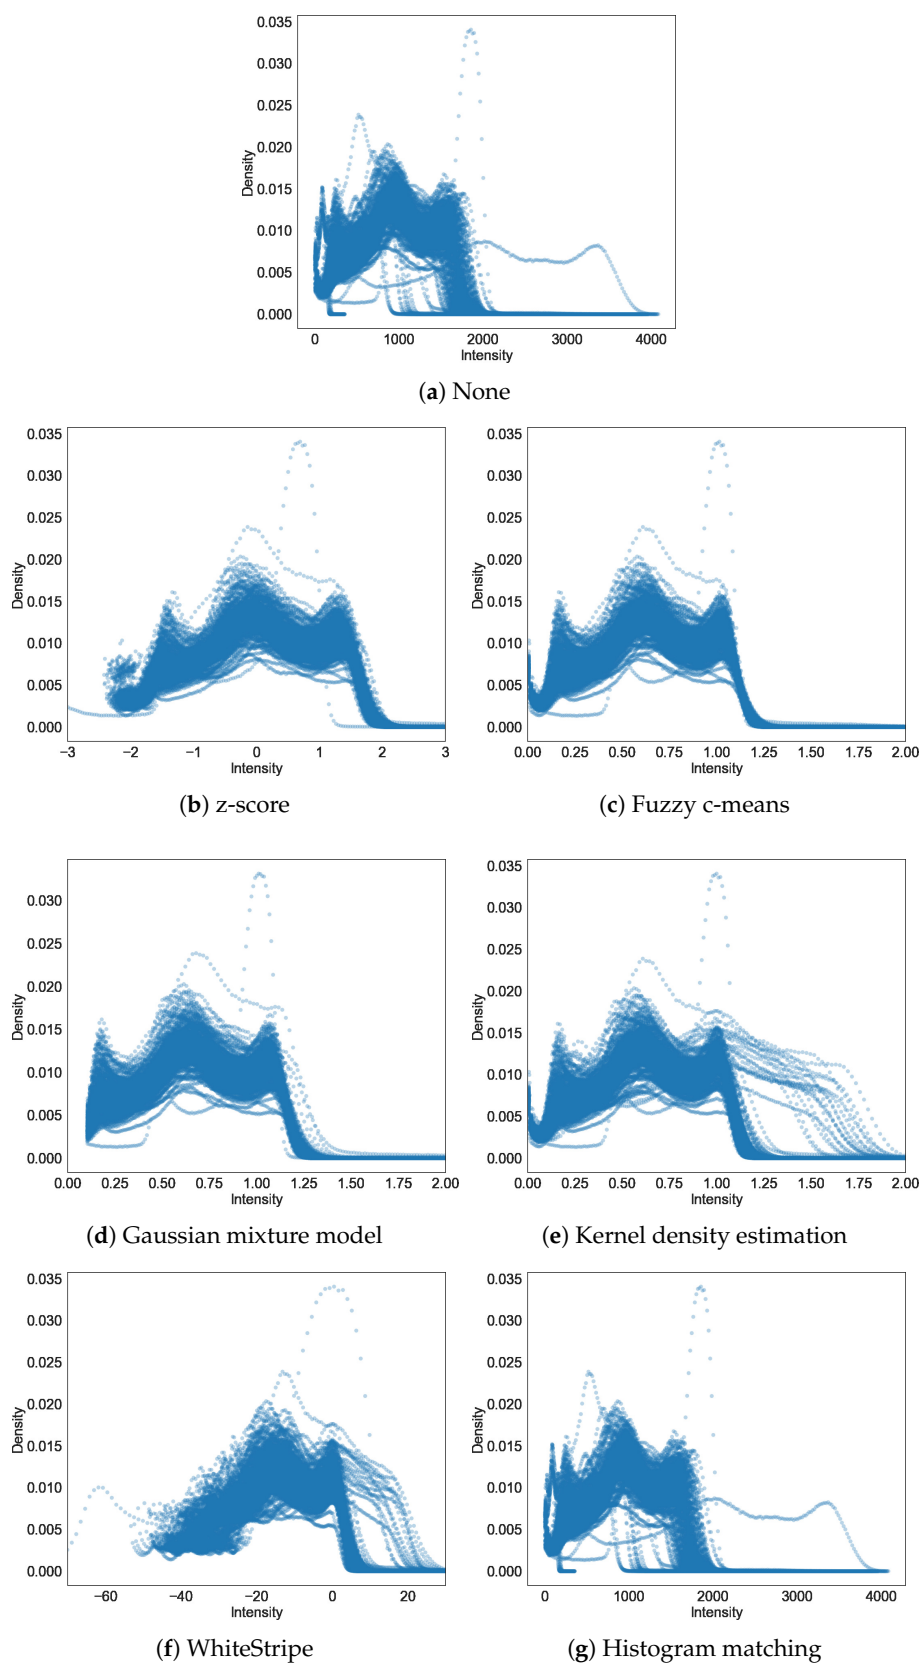 0.035
0.030
0.025
0.020
0.015
0.010
0.005
0.000
Density
0 1000 2000 3000 4000
Intensity
(a) None
0.035
0.030
0.025
0.020
0.015
0.010
0.005
0.000
Density
−3 −2 −1 0 1 2 3
Intensity
(b) z-score
0.035
0.030
0.025
0.020
0.015
0.010
0.005
0.000
Density
0.00 0.25 0.50 0.75 1.00 1.25 1.50 1.75 2.00
Intensity
(c) Fuzzy c-means
0.030
0.025
0.020
0.015
0.010
0.005
0.000
Density
0.00 0.25 0.50 0.75 1.00 1.25 1.50 1.75 2.00
Intensity
(d) Gaussian mixture model
0.035
0.030
0.025
0.020
0.015
0.010
0.005
0.000
Density
0.00 0.25 0.50 0.75 1.00 1.25 1.50 1.75 2.00
Intensity
(e) Kernel density estimation
0.035
0.030
0.025
0.020
0.015
0.010
0.005
0.000
Density
−60 −40 −20 0 20
Intensity
(f) WhiteStripe
0.035
0.030
0.025
0.020
0.015
0.010
0.005
0.000
Density
0 1000 2000 3000 4000
Intensity
(g) Histogram matching